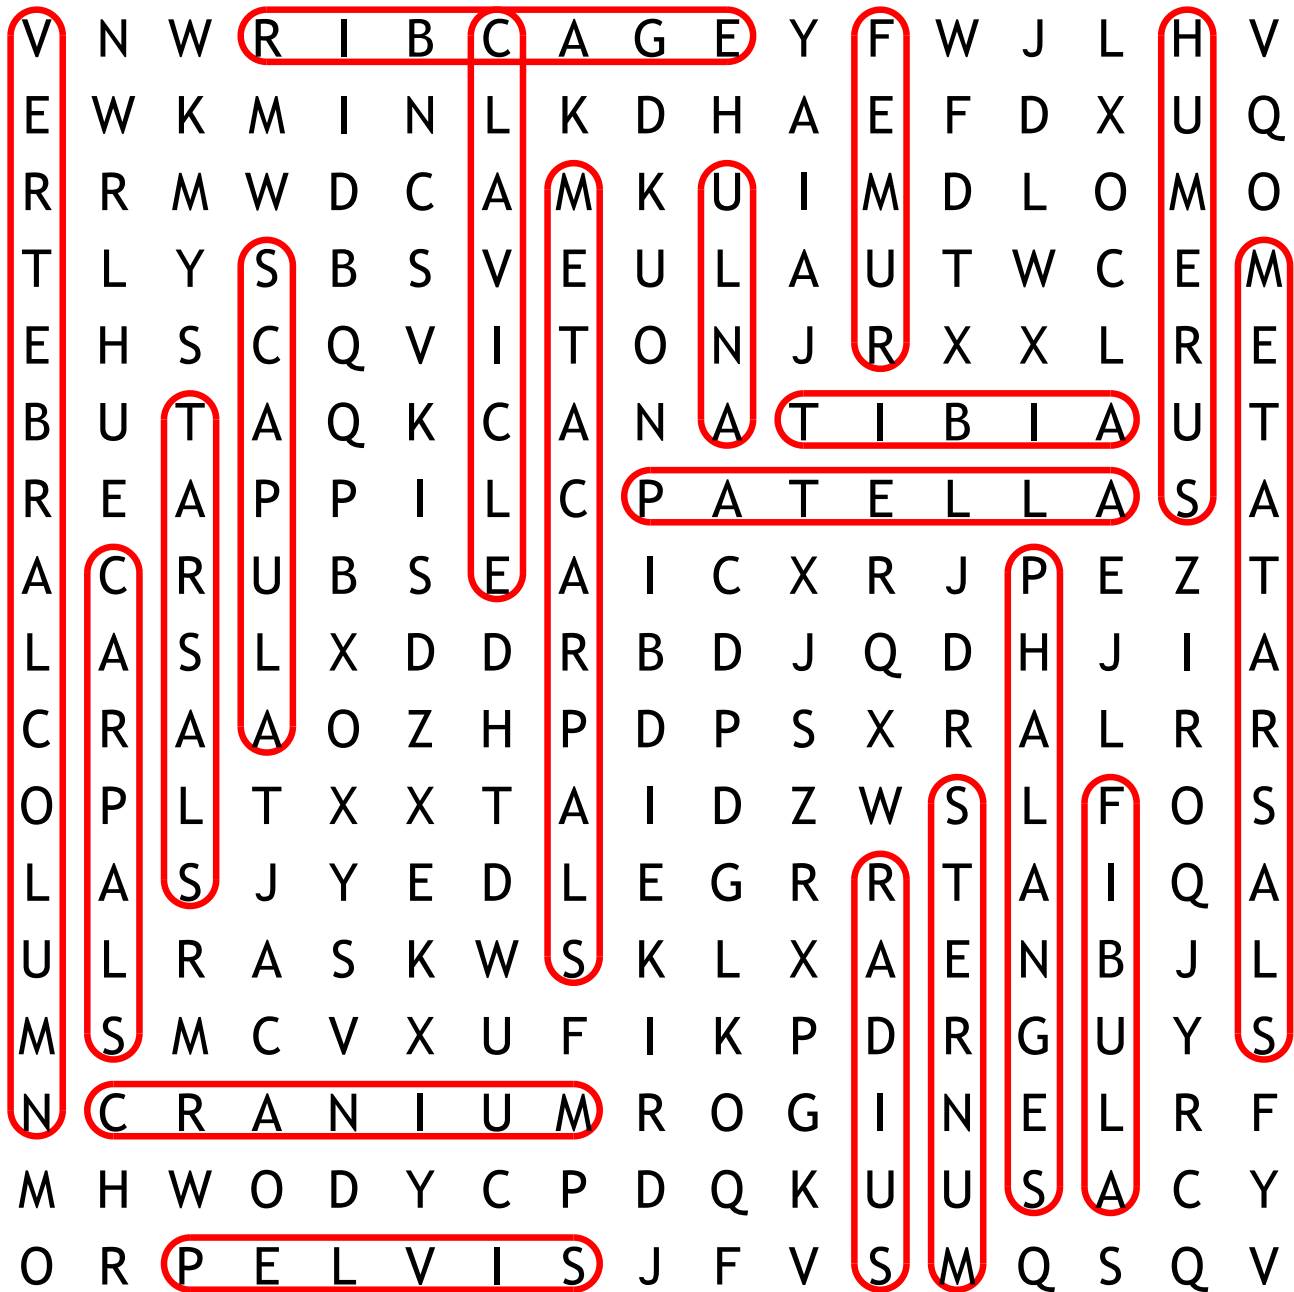 V N W R I B C A G E Y F W J L H V
E W K M I N L K D H A E F D X U Q
R R M W D C A M K U I M D L O M O
T L Y S B S V E U L A U T W C E M
E H S C Q V I T O N J R X X L R E
B U T A Q K C A N A T I B I A U T
R E A P P I L C P A T E L L A S A
A C R U B S E A I C X R J P E Z T
L A S L X D D R B D J Q D H J I A
C R A A O Z H P D P S X R A L R R
O P L T X X T A I D Z W S L F O S
L A S J Y E D L E G R R T A I Q A
U L R A S K W S K L X A E N B J L
M S M C V X U F I K P D R G U Y S
N C R A N I U M R O G I N E L R F
M H W O D Y C P D Q K U U S A C Y
O R P E L V I S J F V S M Q S Q V